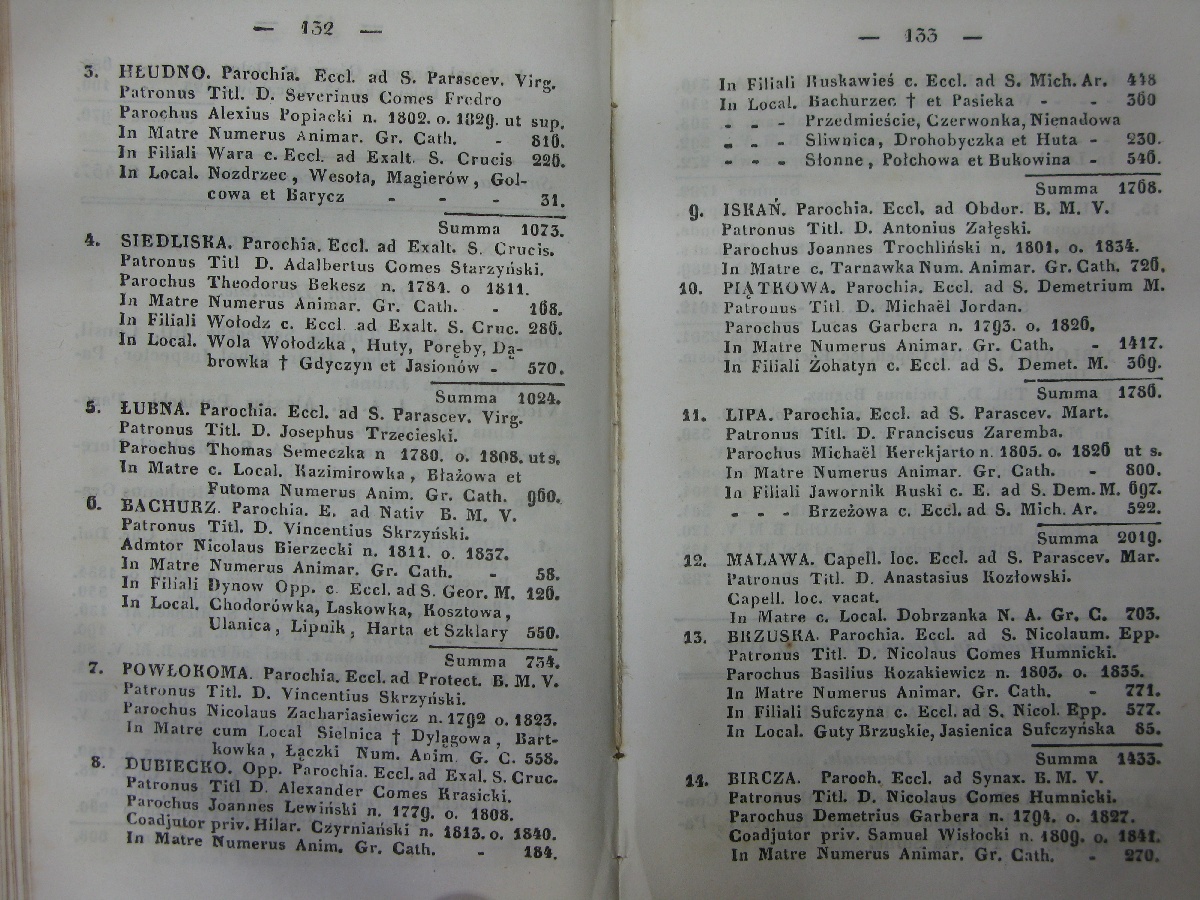 — 132 —
3. HŁUDNO. Parochia. Eccl. ad S. Parascev. Virg.
Patronus Titl. D. Severinus Comes Fredro
Parochus Alexius Popiacki n. 1802. o. 1829. ut sup.
In Matre Numerus Animar. Gr. Cath. - 816.
In Filiali Wara c. Eccl. ad Exalt. S. Crucis 226.
In Local. Nozdrzec, Wesoła, Magierów, Gol-
cowa et Barycz - - - 31.
Summa 1073.
4. SIEDLISKA. Parochia. Eccl. ad Exalt. S. Crucis.
Patronus Titl D. Adalbertus Comes Starzyński.
Parochus Theodorus Bekesz n. 1784. o 1811.
In Matre Numerus Animar. Gr. Cath. - 168.
In Filiali Wołodz c. Eccl. ad Exalt. S. Cruc. 286.
In Local. Wola Wołodzka, Huty, Poręby, Dą-
browka † Gdyczyn et Jasionów - 570.
Summa 1024.
5. ŁUBNA. Parochia. Eccl. ad S. Parascev. Virg.
Patronus Titl. D. Josephus Trzecieski.
Parochus Thomas Semeczka n 1780. o. 1808. ut s.
In Matre c. Local. Kazimirowka, Błażowa et
Futoma Numerus Anim. Gr. Cath. 960.
6. BACHURZ. Parochia. E. ad Nativ B. M. V.
Patronus Titl. D. Vincentius Skrzyński.
Admtor Nicolaus Bierzecki n. 1811. o. 1837.
In Matre Numerus Animar. Gr. Cath. - 58.
In Filiali Dynow Opp. c. Eccl. ad S. Geor. M. 126.
In Local. Chodorówka, Laskowka, Kosztowa,
Ulanica, Lipnik, Harta et Szklary 550.
Summa 734.
7. POWŁOKOMA. Parochia. Eccl. ad Protect. B. M. V.
Patronus Titl. D. Vincentius Skrzyński.
Parochus Nicolaus Zachariasiewicz n. 1792 o. 1823.
In Matre cum Local Sielnica † Dylągowa, Bart-
kowka, Łączki Num. Anim. G. C. 558.
8. DUBIECKO. Opp. Parochia. Eccl. ad Exal. S. Cruc.
Patronus Titl D. Alexander Comes Krasicki.
Parochus Joannes Lewiński n. 1779. o. 1808.
Coadjutor priv. Hilar. Czyrniański n. 1813. o. 1840.
In Matre Numerus Anim. Gr. Cath. - 184.
— 133 —
In Filiali Ruskawieś c. Eccl. ad S. Mich. Ar. 448
In Local. Bachurzec † et Pasieka - - 360
- - - Przedmieście, Czerwonka, Nienadowa
- - - Sliwnica, Drohobyczka et Huta - 230.
- - - Słonne, Połchowa et Bukowina - 546.
Summa 1768.
9. ISKAŃ. Parochia. Eccl. ad Obdor. B. M. V.
Patronus Titl. D. Antonius Załęski.
Parochus Joannes Trochliński n. 1801. o. 1834.
In Matre c. Tarnawka Num. Animar. Gr. Cath. 726.
10. PIĄTKOWA. Parochia. Eccl. ad S. Demetrium M.
Patronus Titl. D. Michaël Jordan.
Parochus Lucas Garbera n. 1793. o. 1826.
In Matre Numerus Animar. Gr. Cath. - 1417.
In Filiali Żohatyn c. Eccl. ad S. Demet. M. 369.
Summa 1786.
11. LIPA. Parochia. Eccl. ad S. Parascev. Mart.
Patronus Titl. D. Franciscus Zaremba.
Parochus Michaël Kerekjarto n. 1805. o. 1826 ut s.
In Matre Numerus Animar. Gr. Cath. - 800.
In Filiali Jawornik Ruski c. E. ad S. Dem. M. 697.
- - - Brzeżowa c. Eccl. ad S. Mich. Ar. 522.
Summa 2019.
12. MALAWA. Capell. loc. Eccl. ad S. Parascev. Mar.
Patronus Titl. D. Anastasius Kozłowski.
Capell. loc. vacat.
In Matre c. Local. Dobrzanka N. A. Gr. C. 703.
13. BRZUSKA. Parochia. Eccl. ad S. Nicolaum. Epp.
Patronus Titl. D. Nicolaus Comes Humnicki.
Parochus Basilius Kozakiewicz n. 1803. o. 1835.
In Matre Numerus Animar. Gr. Cath. - 771.
In Filiali Sufczyna c. Eccl. ad S. Nicol. Epp. 577.
In Local. Guty Brzuskie, Jasienica Sufczyńska 85.
Summa 1433.
14. BIRCZA. Paroch. Eccl. ad Synax. B. M. V.
Patronus Titl. D. Nicolaus Comes Humnicki.
Parochus Demetrius Garbera n. 1794. o. 1827.
Coadjutor priv. Samuel Wisłocki n. 1809. o. 1841.
In Matre Numerus Animar. Gr. Cath. - 270.